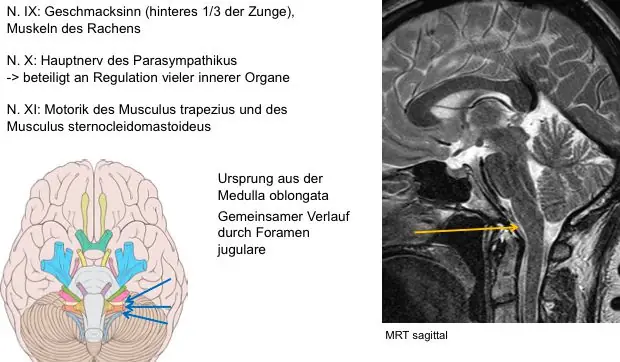 N. IX: Geschmacksinn (hinteres 1/3 der Zunge),
Muskeln des Rachens
N. X: Hauptnerv des Parasympathikus
-> beteiligt an Regulation vieler innerer Organe
N. XI: Motorik des Musculus trapezius und des
Musculus sternocleidomastoideus
Ursprung aus der
Medulla oblongata
Gemeinsamer Verlauf
durch Foramen
jugulare
MRT sagittal